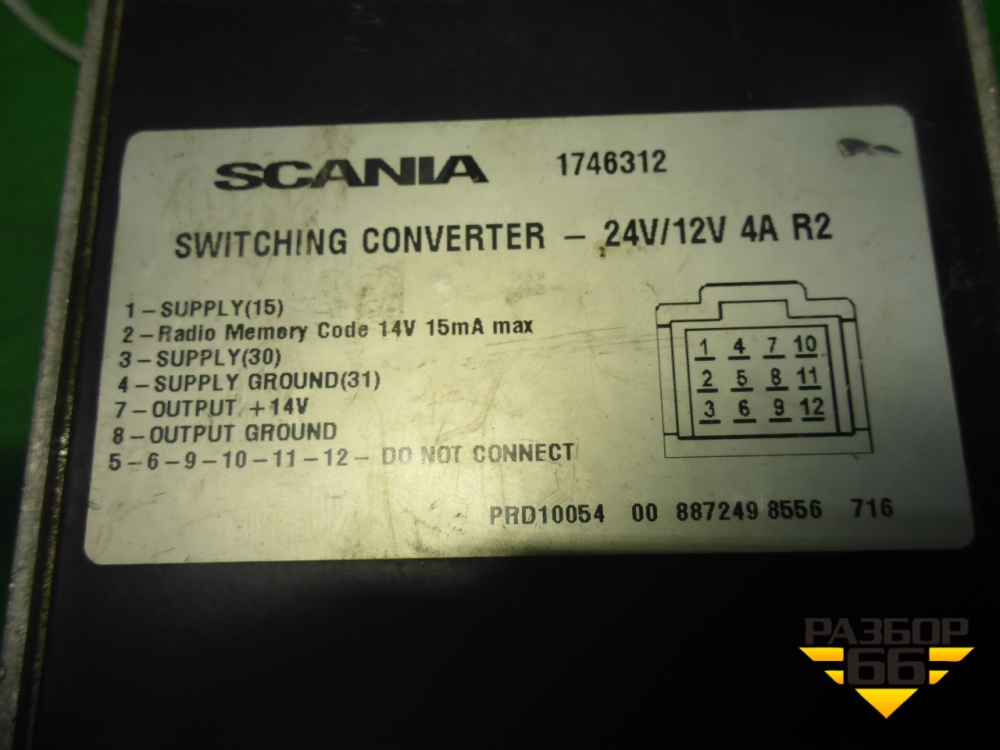 SCANIA 1746312
SWITCHING CONVERTER – 24V/12V 4A R2
1 – SUPPLY(15)
2 – Radio Memory Code 14V 15mA max
3 – SUPPLY(30)
4 – SUPPLY GROUND(31)
7 – OUTPUT +14V
8 – OUTPUT GROUND
5 – 6 – 9 – 10 – 11 – 12 – DO NOT CONNECT
1 4 7 10
2 5 8 11
3 6 9 12
PRD10054 00 887249 8556 716
РАЗБОР
66